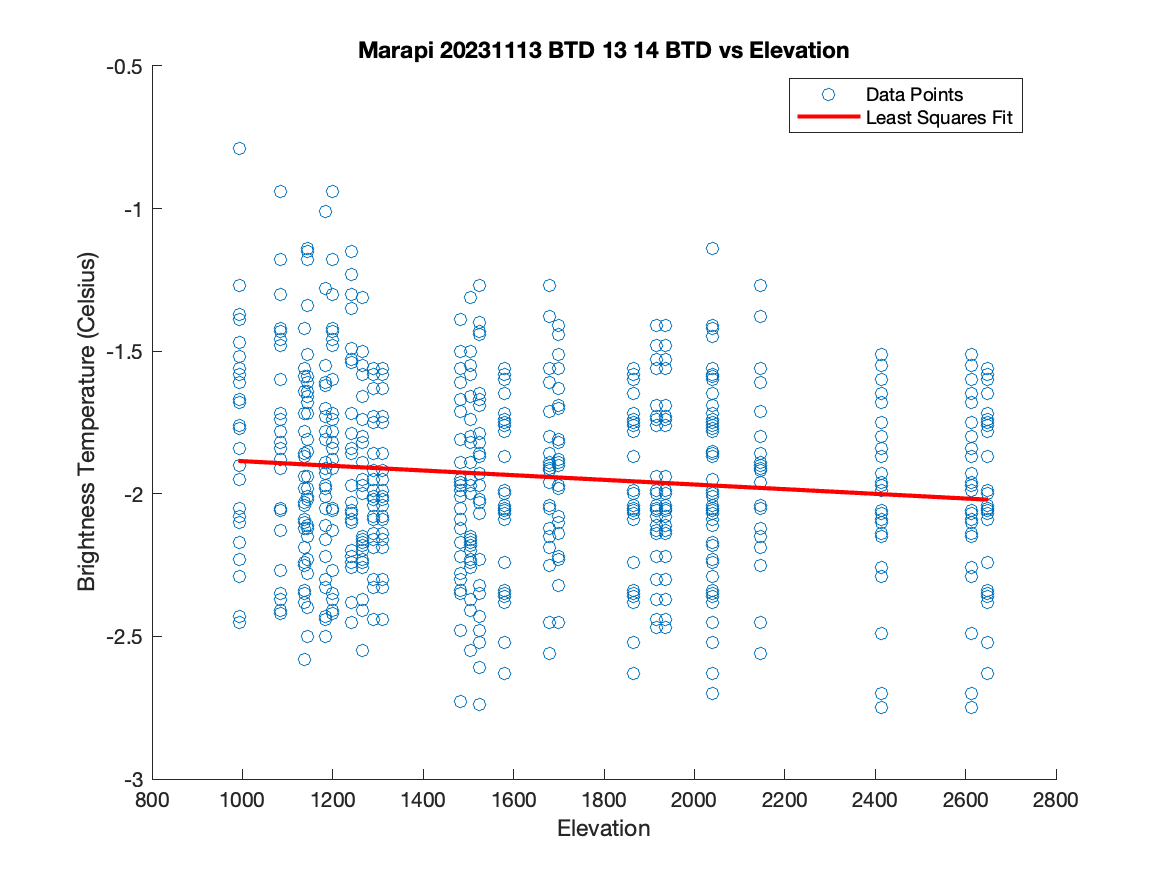 Marapi 20231113 BTD 13 14 BTD vs Elevation
Data Points
Least Squares Fit
Brightness Temperature (Celsius)
-0.5
-1
-1.5
-2
-2.5
-3
800 1000 1200 1400 1600 1800 2000 2200 2400 2600 2800
Elevation